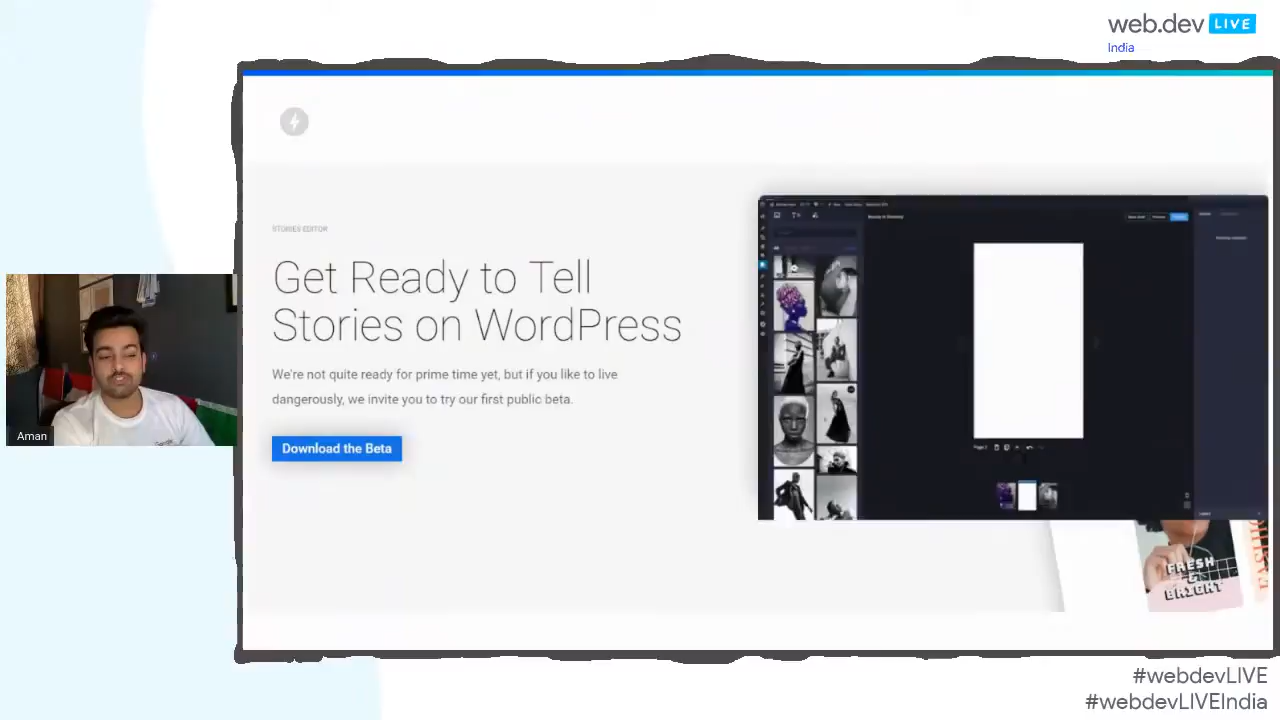 web.dev LIVE
India
STORIES EDITOR
Get Ready to Tell
Stories on WordPress
We're not quite ready for prime time yet, but if you like to live
dangerously, we invite you to try our first public beta.
Download the Beta
Aman
Page 2
FRESH
&
BRIGHT
#webdevLIVE
#webdevLIVEIndia